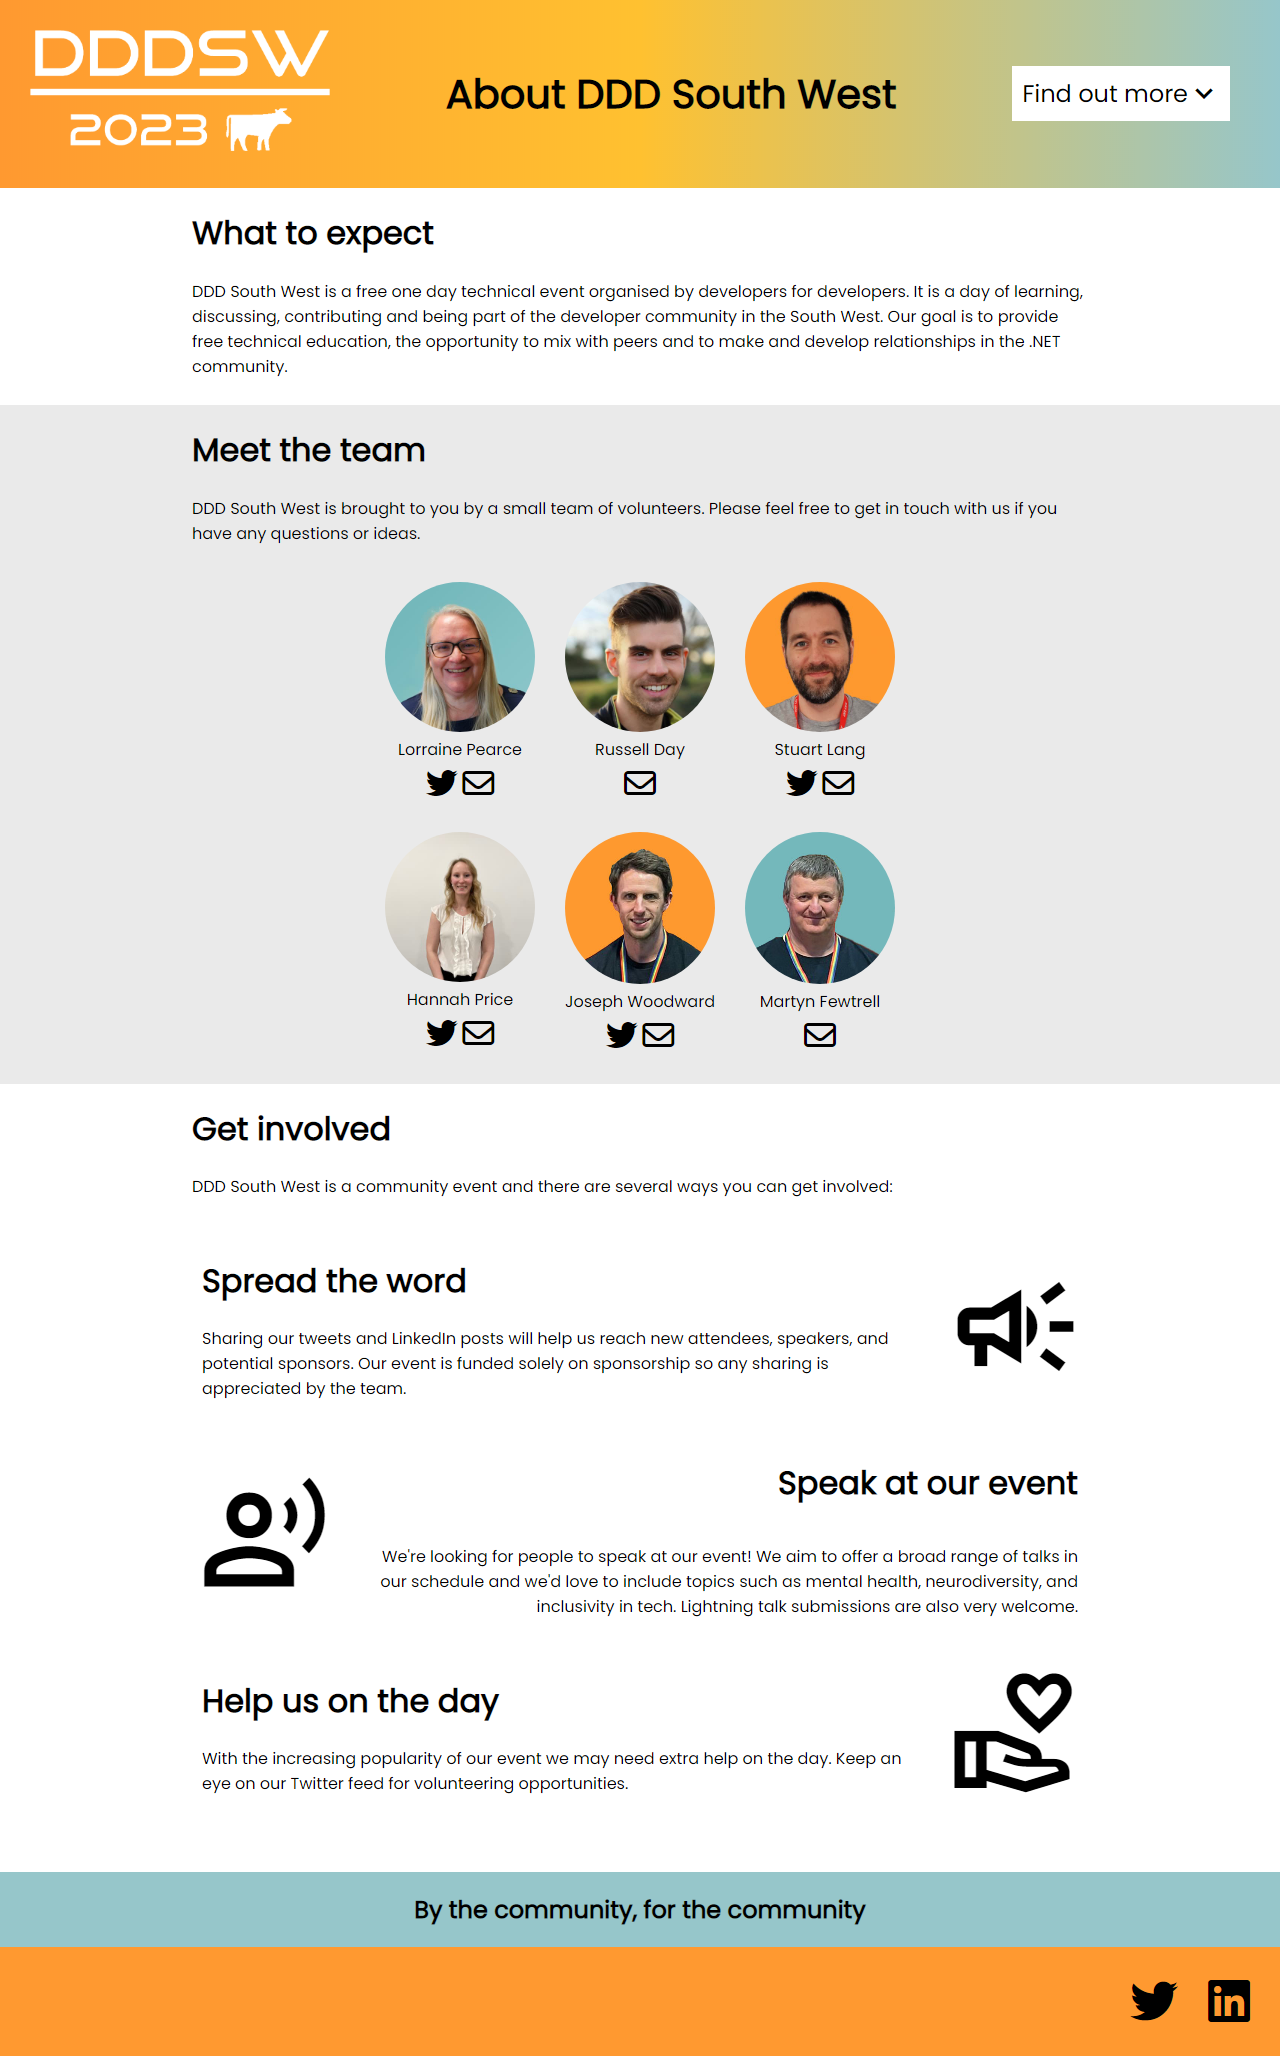 DDDSW
2023
About DDD South West
Find out more
What to expect
DDD South West is a free one day technical event organised by developers for developers. It is a day of learning,
discussing, contributing and being part of the developer community in the South West. Our goal is to provide
free technical education, the opportunity to mix with peers and to make and develop relationships in the .NET
community.
Meet the team
DDD South West is brought to you by a small team of volunteers. Please feel free to get in touch with us if you
have any questions or ideas.
Lorraine Pearce
Russell Day
Stuart Lang
Hannah Price
Joseph Woodward
Martyn Fewtrell
Get involved
DDD South West is a community event and there are several ways you can get involved:
Spread the word
Sharing our tweets and LinkedIn posts will help us reach new attendees, speakers, and
potential sponsors. Our event is funded solely on sponsorship so any sharing is
appreciated by the team.
Speak at our event
We're looking for people to speak at our event! We aim to offer a broad range of talks in
our schedule and we'd love to include topics such as mental health, neurodiversity, and
inclusivity in tech. Lightning talk submissions are also very welcome.
Help us on the day
With the increasing popularity of our event we may need extra help on the day. Keep an
eye on our Twitter feed for volunteering opportunities.
By the community, for the community
in